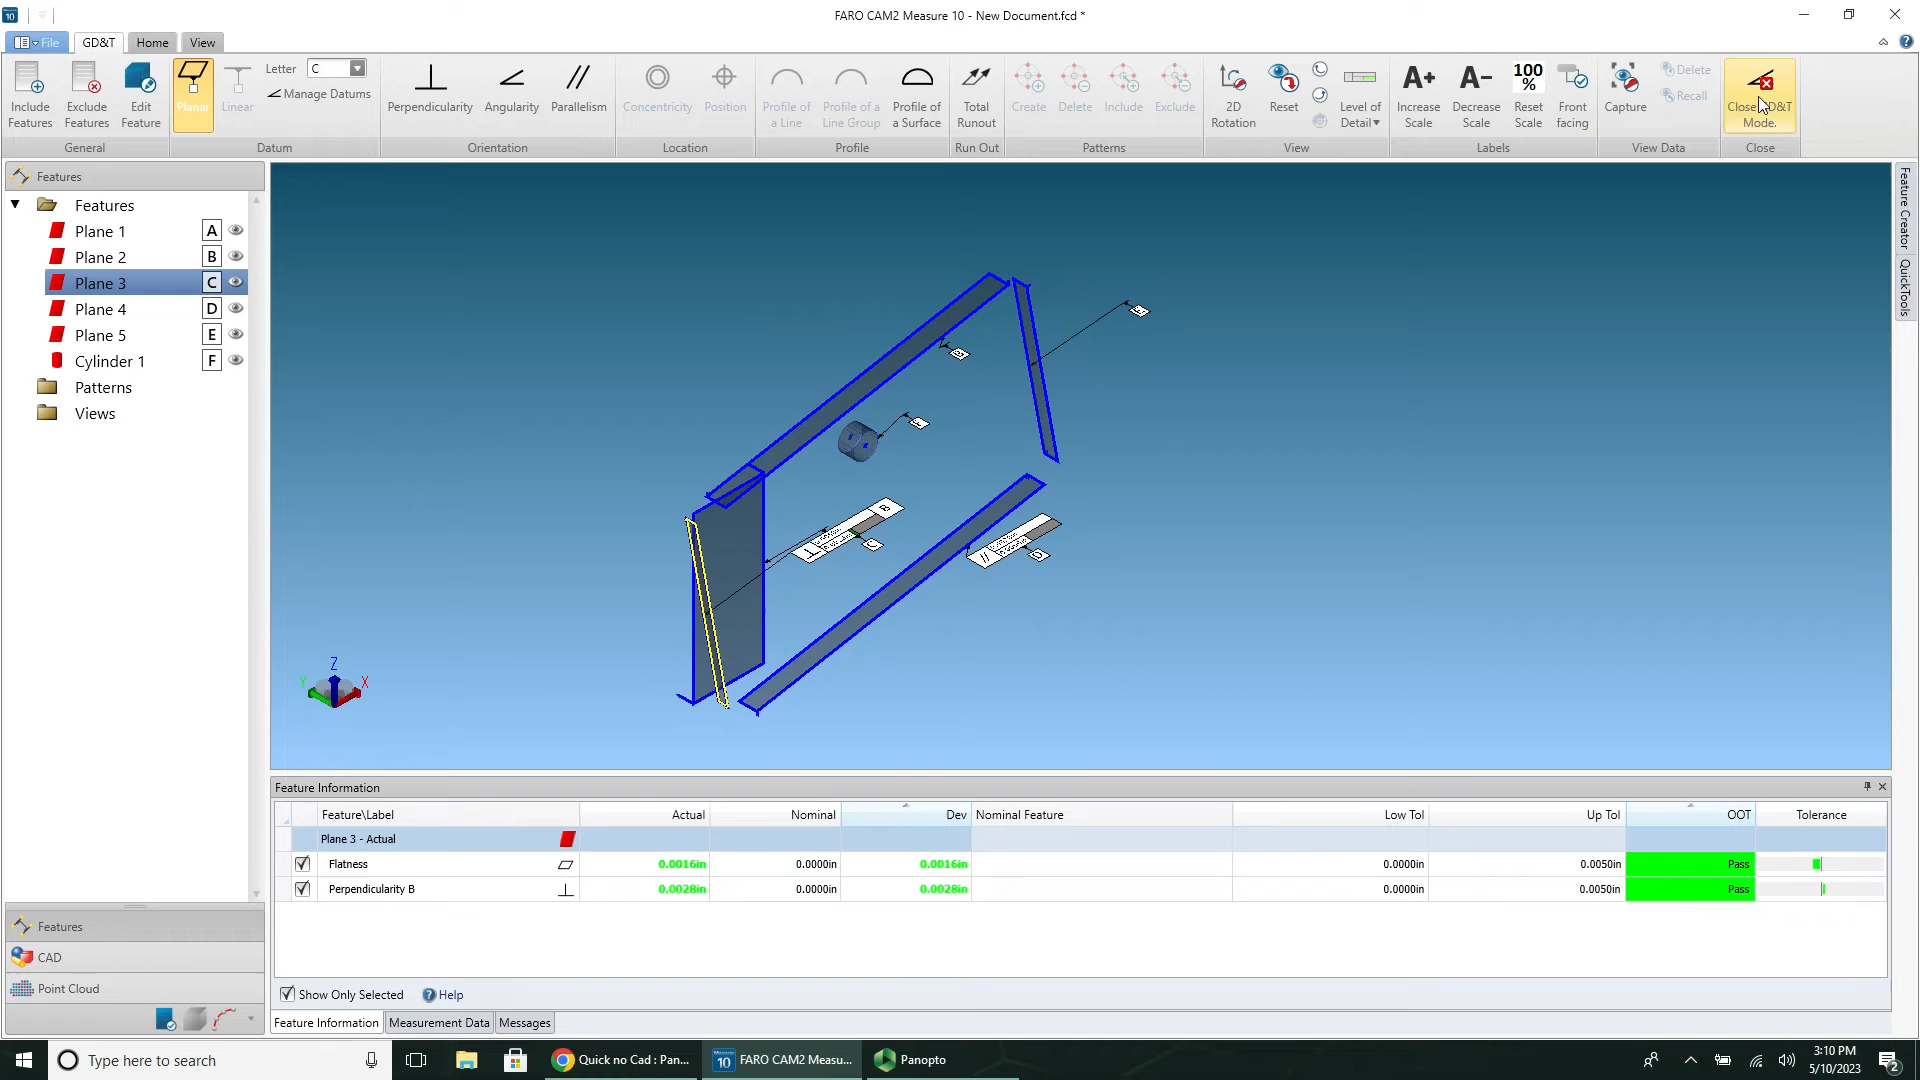 FARO CAM2 Measure 10 - New Document.fcd *
File GD&T Home View
Include Features
Exclude Features
Edit Feature
General
Planar
Linear
Letter C
Manage Datums
Datum
Perpendicularity
Angularity
Parallelism
Orientation
Concentricity
Position
Location
Profile of a Line
Profile of a Line Group
Profile of a Surface
Profile
Total Runout
Run Out
Create
Delete
Include
Exclude
Patterns
2D Rotation
Reset
Level of Detail
View
A+ Increase Scale
A- Decrease Scale
100 % Reset Scale
Front facing
Labels
Capture
Delete
Recall
View Data
Close GD&T Mode.
Close
Features
Features
Plane 1 A
Plane 2 B
Plane 3 C
Plane 4 D
Plane 5 E
Cylinder 1 F
Patterns
Views
Features
CAD
Point Cloud
Feature Creator
QuickTools
B
C
D
Z
Y
X
Feature Information
Feature\Label Actual Nominal Dev Nominal Feature Low Tol Up Tol OOT Tolerance
Plane 3 - Actual
Flatness 0.0016in 0.0000in 0.0016in 0.0000in 0.0050in Pass
Perpendicularity B 0.0028in 0.0000in 0.0028in 0.0000in 0.0050in Pass
Show Only Selected Help
Feature Information Measurement Data Messages
Type here to search
Quick no Cad : Pan...
10 FARO CAM2 Measu...
Panopto
3:10 PM
5/10/2023
2